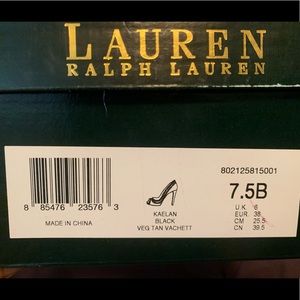 LAUREN
RALPH LAUREN
802125815001
7.5B
U.K. 6
EUR. 38
CM 25.5
CN 39.5
8 85476 23576 3
MADE IN CHINA
KAELAN
BLACK
VEG TAN VACHETT